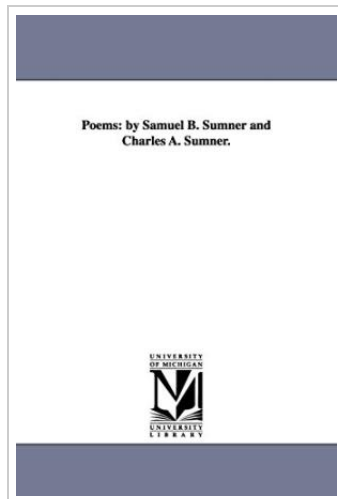 Poems: by Samuel B. Sumner and
Charles A. Sumner.
UNIVERSITY
OF MICHIGAN
UNIVERSITY
LIBRARY